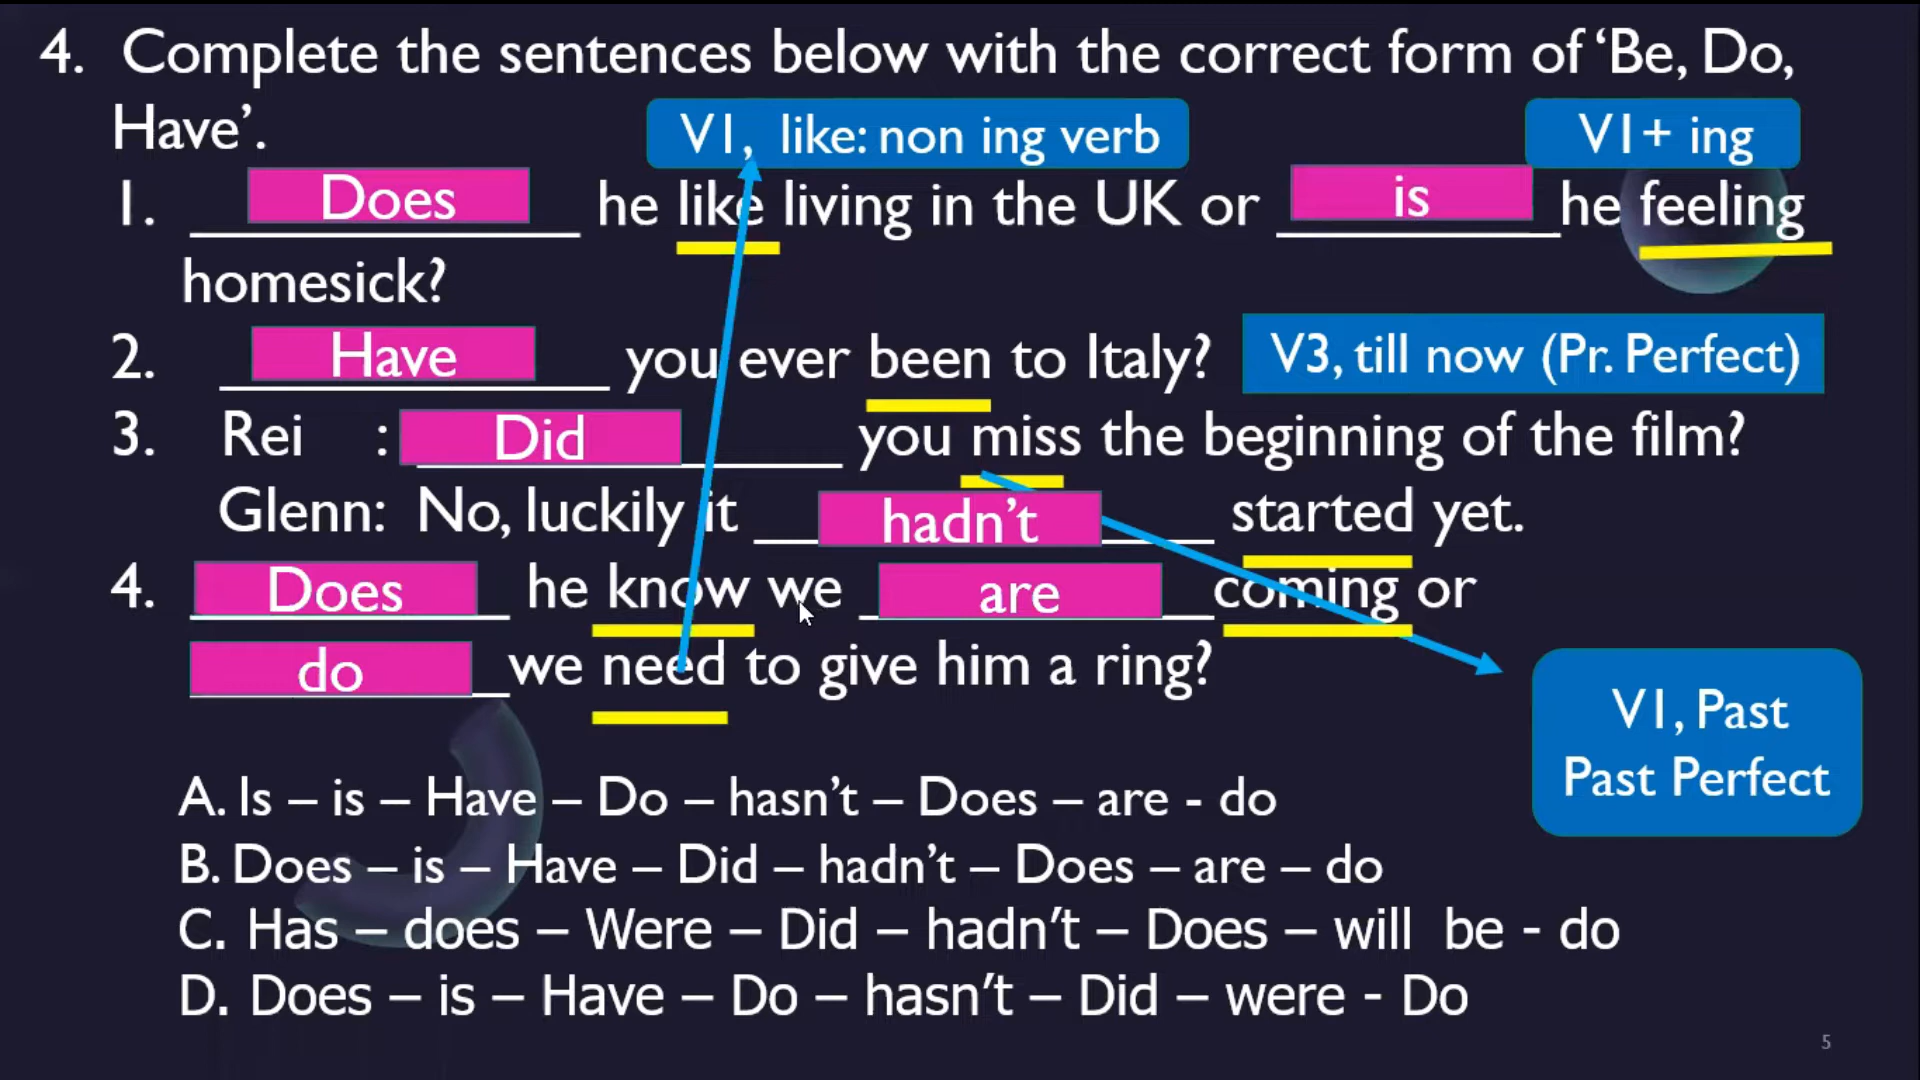 4. Complete the sentences below with the correct form of ‘Be, Do,
Have’.
V1, like: non ing verb
V1+ ing
1. Does he like living in the UK or is he feeling
homesick?
2. Have you ever been to Italy? V3, till now (Pr. Perfect)
3. Rei : Did you miss the beginning of the film?
Glenn: No, luckily it hadn’t started yet.
4. Does he know we are coming or
do we need to give him a ring?
V1, Past
Past Perfect
A. Is – is – Have – Do – hasn’t – Does – are - do
B. Does – is – Have – Did – hadn’t – Does – are – do
C. Has – does – Were – Did – hadn’t – Does – will be - do
D. Does – is – Have – Do – hasn’t – Did – were - Do
5